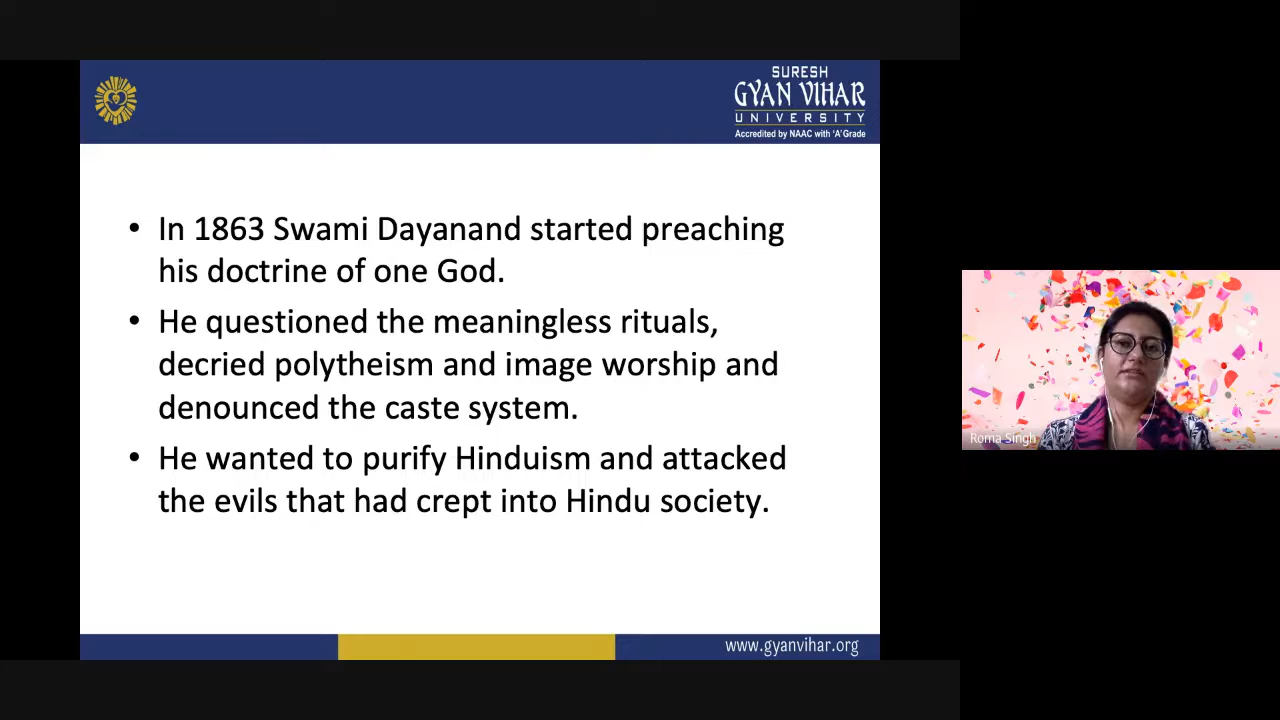 SURESH
GYAN VIHAR
UNIVERSITY
Accredited by NAAC with 'A' Grade
• In 1863 Swami Dayanand started preaching
his doctrine of one God.
• He questioned the meaningless rituals,
decried polytheism and image worship and
denounced the caste system.
• He wanted to purify Hinduism and attacked
the evils that had crept into Hindu society.
Roma Singh
www.gyanvihar.org